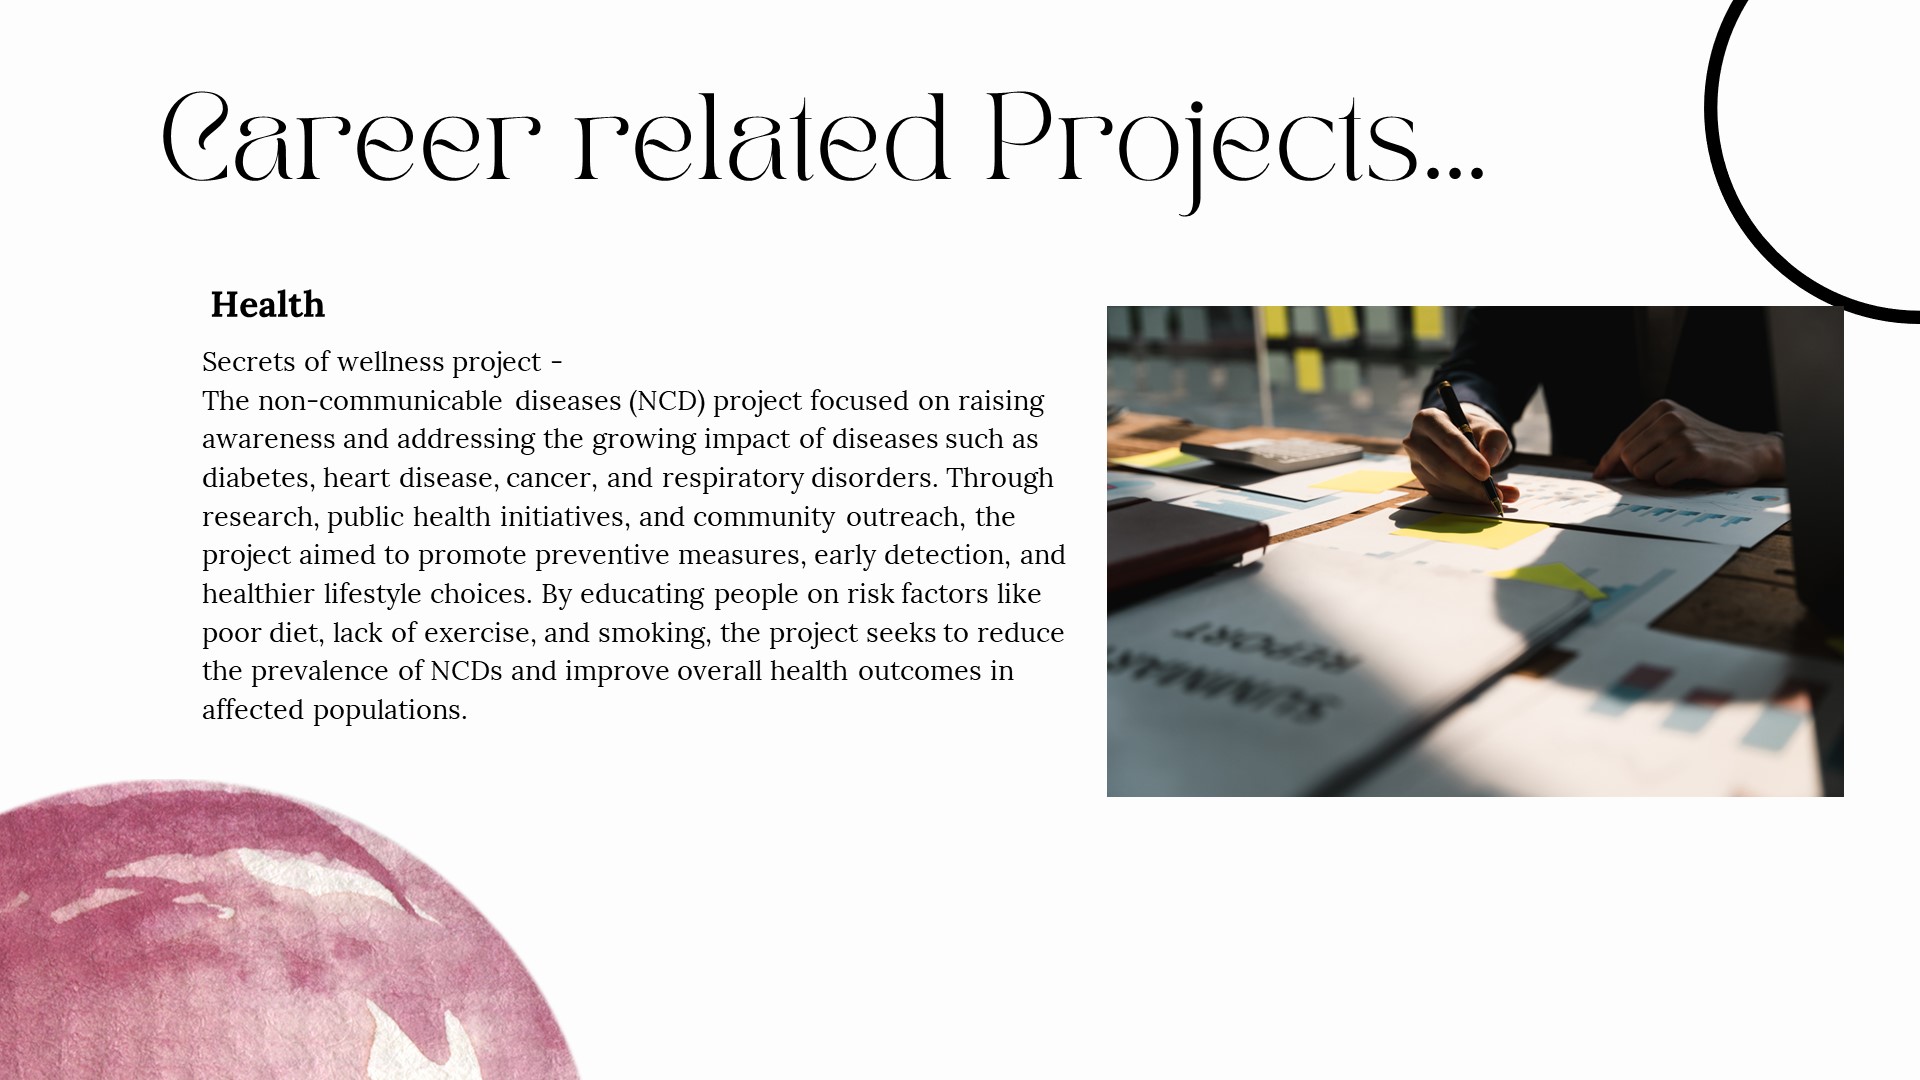 Career related Projects...
Health
Secrets of wellness project -
The non-communicable diseases (NCD) project focused on raising
awareness and addressing the growing impact of diseases such as
diabetes, heart disease, cancer, and respiratory disorders. Through
research, public health initiatives, and community outreach, the
project aimed to promote preventive measures, early detection, and
healthier lifestyle choices. By educating people on risk factors like
poor diet, lack of exercise, and smoking, the project seeks to reduce
the prevalence of NCDs and improve overall health outcomes in
affected populations.
SUMMARY
REPORT